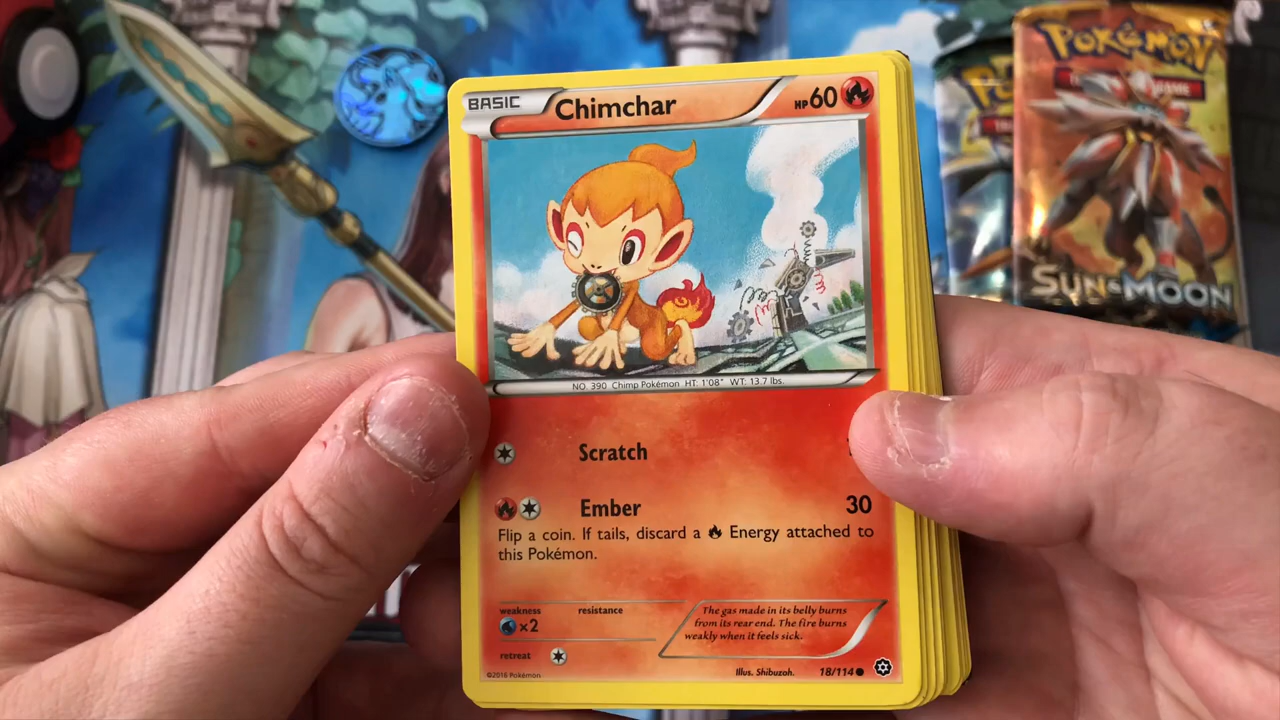 BASIC Chimchar HP60
NO. 390 Chimp Pokémon HT: 1'08" WT: 13.7 lbs.
Scratch
Ember 30
Flip a coin. If tails, discard a Energy attached to
this Pokémon.
weakness resistance
×2
retreat
The gas made in its belly burns
from its rear end. The fire burns
weakly when it feels sick.
©2016 Pokémon
Illus. Shibuzoh. 18/114
POKÉMON
SUN & MOON